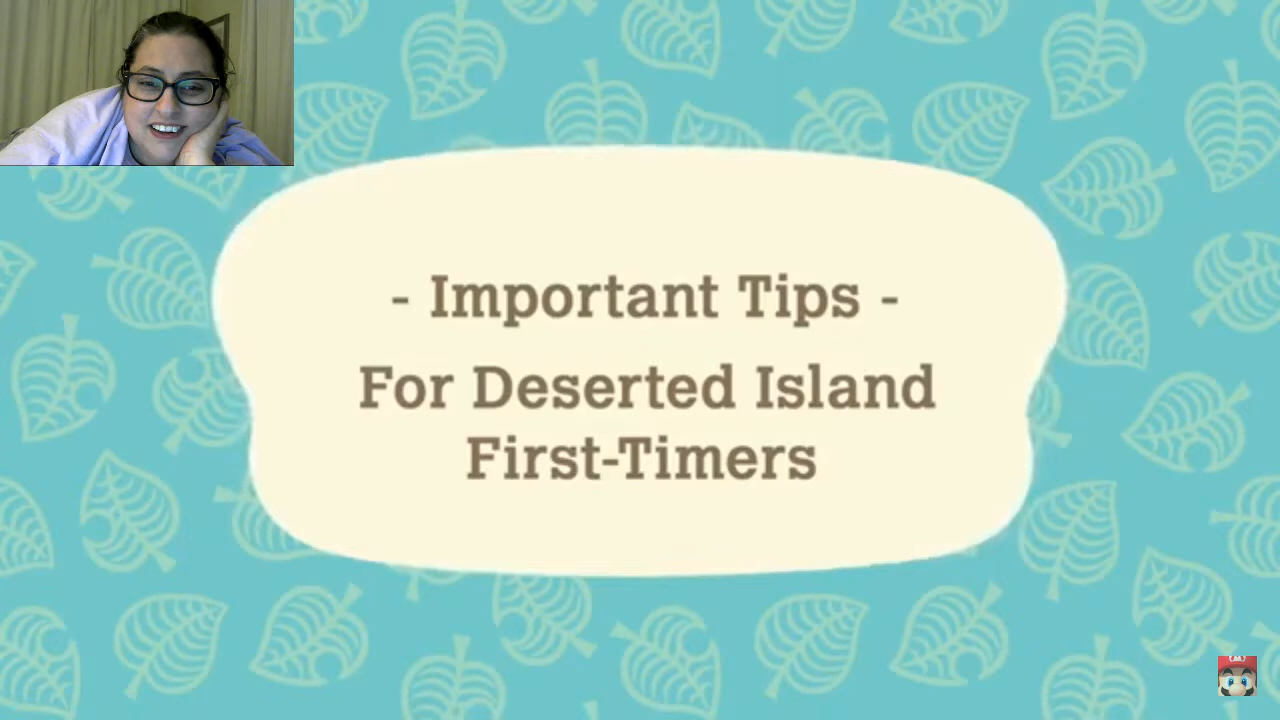 - Important Tips -
For Deserted Island
First-Timers
M